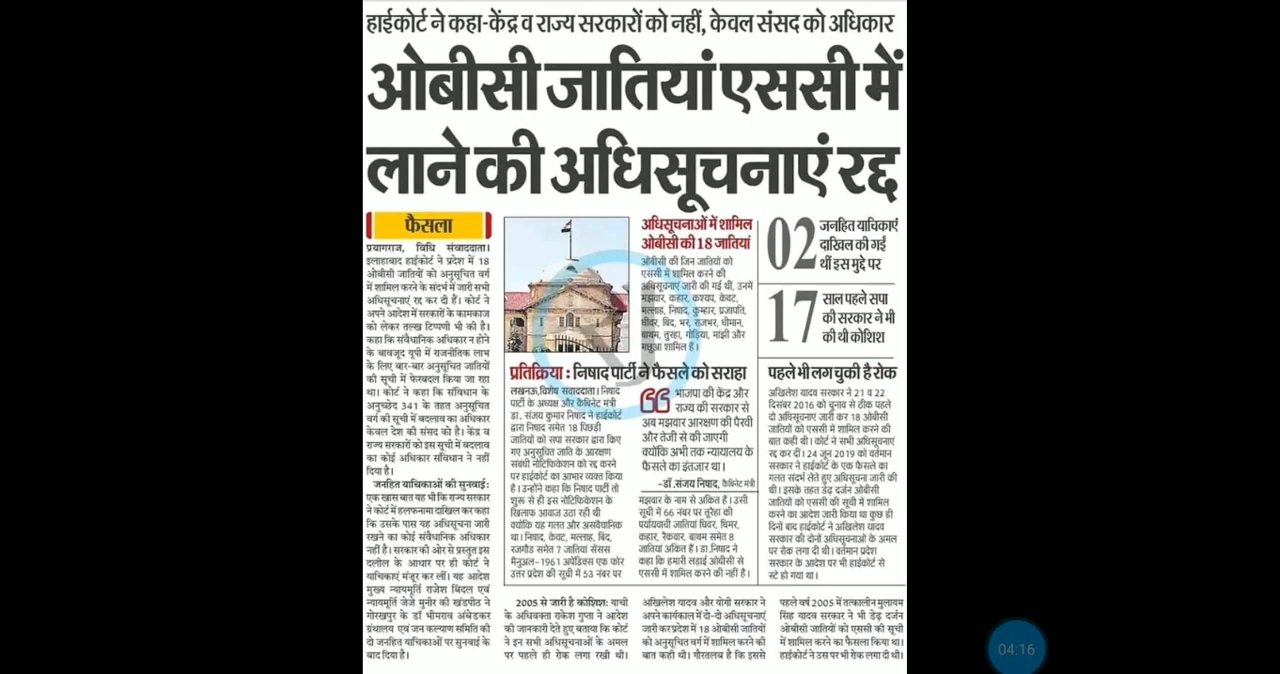 हाईकोर्ट ने कहा-केंद्र व राज्य सरकारों को नहीं, केवल संसद को अधिकार
ओबीसी जातियां एससी में
लाने की अधिसूचनाएं रद्द
फैसला
प्रयागराज, विधि संवाददाता।
इलाहाबाद हाईकोर्ट ने प्रदेश में 18
ओबीसी जातियों को अनुसूचित वर्ग
में शामिल करने के संदर्भ में जारी सभी
अधिसूचनाएं रद्द कर दी हैं। कोर्ट ने
अपने आदेश में सरकारों के कामकाज
को लेकर तल्ख टिप्पणी भी की है।
कहा कि संवैधानिक अधिकार न होने
के बावजूद यूपी में राजनीतिक लाभ
के लिए बार-बार अनुसूचित जातियों
की सूची में फेरबदल किया जा रहा
था। कोर्ट ने कहा कि संविधान के
अनुच्छेद 341 के तहत अनुसूचित
वर्ग की सूची में बदलाव का अधिकार
केवल देश की संसद को है। केंद्र व
राज्य सरकारों को इस सूची में बदलाव
का कोई अधिकार संविधान ने नहीं
दिया है।
जनहित याचिकाओं की सुनवाई:
एक खास बात यह भी कि राज्य सरकार
ने कोर्ट में हलफनामा दाखिल कर कहा
कि उसके पास यह अधिसूचना जारी
रखने का कोई संवैधानिक अधिकार
नहीं है। सरकार की ओर से प्रस्तुत इस
दलील के आधार पर ही कोर्ट ने
याचिकाएं मंजूर कर लीं। यह आदेश
मुख्य न्यायमूर्ति राजेश बिंदल एवं
न्यायमूर्ति जेजे मुनीर की खंडपीठ ने
गोरखपुर के डॉ भीमराव अंबेडकर
ग्रंथालय एवं जन कल्याण समिति की
दो जनहित याचिकाओं पर सुनवाई के
बाद दिया है।
अधिसूचनाओं में शामिल
ओबीसी की 18 जातियां
ओबीसी की जिन जातियों को
एससी में शामिल करने की
अधिसूचनाएं जारी की गई थीं, उनमें
मझवार, कहार, कश्यप, केवट,
मल्लाह, निषाद, कुम्हार, प्रजापति,
धीवर, बिंद, भर, राजभर, धीमान,
बाथम, तुरहा, गोड़िया, मांझी और
मछुआ शामिल हैं।
02
जनहित याचिकाएं
दाखिल की गईं
थीं इस मुद्दे पर
17
साल पहले सपा
की सरकार ने भी
की थी कोशिश
प्रतिक्रिया : निषाद पार्टी ने फैसले को सराहा
लखनऊ,विशेष संवाददाता। निषाद
पार्टी के अध्यक्ष और कैबिनेट मंत्री
डा. संजय कुमार निषाद ने हाईकोर्ट
द्वारा निषाद समेत 18 पिछड़ी
जातियों को सपा सरकार द्वारा किए
गए अनुसूचित जाति के आरक्षण
संबंधी नोटिफिकेशन को रद्द करने
पर हाईकोर्ट का आभार व्यक्त किया
है। उन्होंने कहा कि निषाद पार्टी तो
शुरू से ही इस नोटिफिकेशन के
खिलाफ आवाज उठा रही थी
क्योंकि यह गलत और असंवैधानिक
था। निषाद, केवट, मल्लाह, बिंद,
रजगौड समेत 7 जातियां सेंसस
मैनुअल-1961 अपेंडिक्स एफ फोर
उत्तर प्रदेश की सूची में 53 नंबर पर
भाजपा की केंद्र और
राज्य की सरकार से
अब मझवार आरक्षण की पैरवी
और तेजी से की जाएगी
क्योंकि अभी तक न्यायालय के
फैसले का इंतजार था।
-डॉ.संजय निषाद, कैबिनेट मंत्री
मझवार के नाम से अंकित हैं। उसी
सूची में 66 नंबर पर तुरैहा की
पर्यायवाची जातियां धिवर, धिमर,
कहार, रैकवार, बाथम समेत 8
जातियां अंकित हैं। डा.निषाद ने
कहा कि हमारी लड़ाई ओबीसी से
एससी में शामिल करने की नहीं है।
पहले भी लग चुकी है रोक
अखिलेश यादव सरकार ने 21 व 22
दिसंबर 2016 को चुनाव से ठीक पहले
दो अधिसूचनाएं जारी कर 18 ओबीसी
जातियों को एससी में शामिल करने की
बात कही थी। कोर्ट ने सभी अधिसूचनाएं
रद्द कर दीं। 24 जून 2019 को वर्तमान
सरकार ने हाईकोर्ट के एक फैसले का
गलत संदर्भ लेते हुए अधिसूचना जारी की
थी। इसके तहत डेढ़ दर्जन ओबीसी
जातियों को एससी की सूची में शामिल
करने का आदेश जारी किया था कुछ ही
दिनों बाद हाईकोर्ट ने अखिलेश यादव
सरकार की दोनों अधिसूचनाओं के अमल
पर रोक लगा दी थी। वर्तमान प्रदेश
सरकार के आदेश पर भी हाईकोर्ट से
स्टे हो गया था।
2005 से जारी है कोशिश: याची
के अधिवक्ता राकेश गुप्ता ने आदेश
की जानकारी देते हुए बताया कि कोर्ट
ने इन सभी अधिसूचनाओं के अमल
पर पहले ही रोक लगा रखी थी।
अखिलेश यादव और योगी सरकार ने
अपने कार्यकाल में दो-दो अधिसूचनाएं
जारी कर प्रदेश में 18 ओबीसी जातियों
को अनुसूचित वर्ग में शामिल करने की
बात कही थी। गौरतलब है कि इससे
पहले वर्ष 2005 में तत्कालीन मुलायम
सिंह यादव सरकार ने भी डेढ़ दर्जन
ओबीसी जातियों को एससी की सूची
में शामिल करने का फैसला किया था।
हाईकोर्ट ने उस पर भी रोक लगा दी थी।
04:16